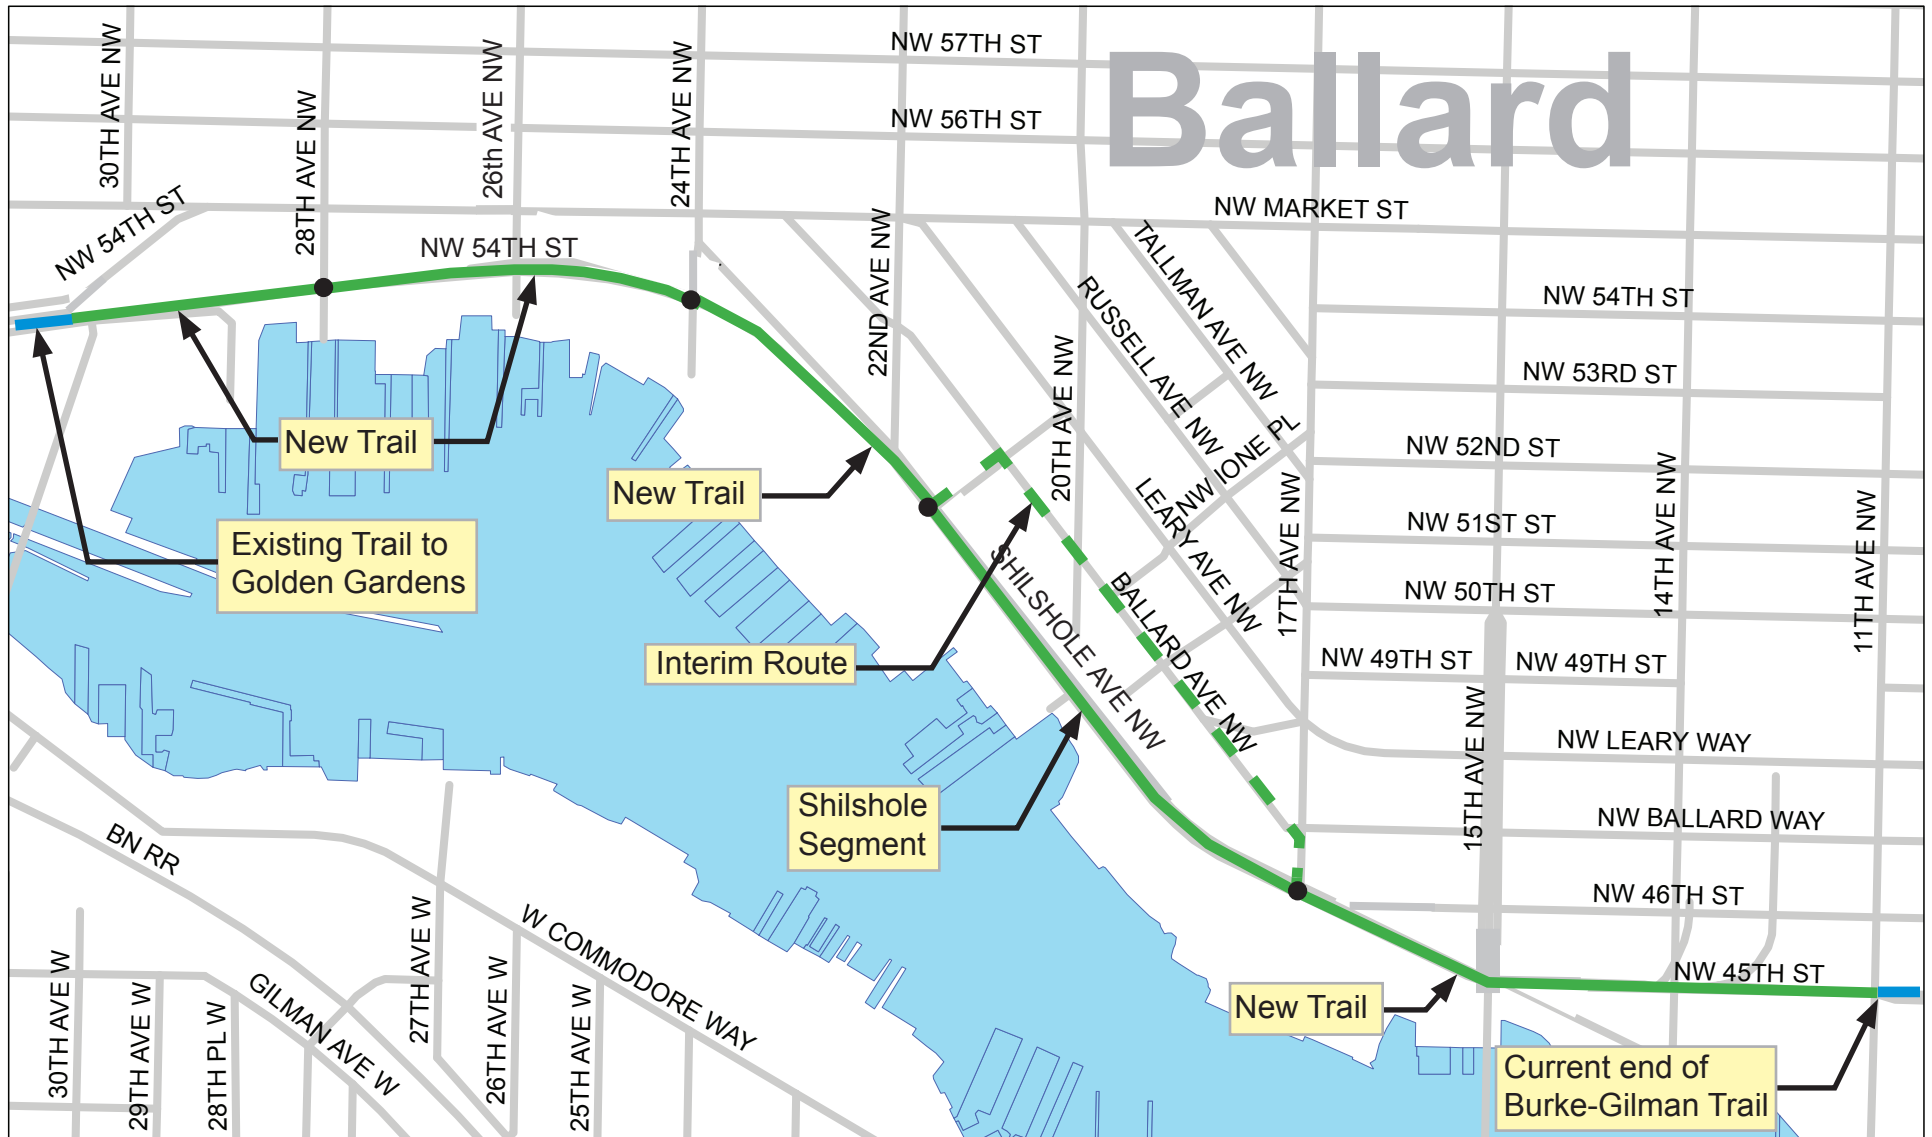 Ballard
NW 57TH ST
NW 56TH ST
NW MARKET ST
30TH AVE NW
28TH AVE NW
26th AVE NW
24TH AVE NW
22ND AVE NW
20TH AVE NW
NW 54TH ST
NW 54TH ST
TALLMAN AVE NW
RUSSELL AVE NW
NW IONE PL
LEARY AVE NW
BALLARD AVE NW
SHILSHOLE AVE NW
17TH AVE NW
15TH AVE NW
14TH AVE NW
11TH AVE NW
NW 54TH ST
NW 53RD ST
NW 52ND ST
NW 51ST ST
NW 50TH ST
NW 49TH ST
NW 49TH ST
NW LEARY WAY
NW BALLARD WAY
NW 46TH ST
NW 45TH ST
New Trail
New Trail
Existing Trail to
Golden Gardens
Interim Route
Shilshole
Segment
New Trail
Current end of
Burke-Gilman Trail
BN RR
GILMAN AVE W
W COMMODORE WAY
30TH AVE W
29TH AVE W
28TH PL W
27TH AVE W
26TH AVE W
25TH AVE W